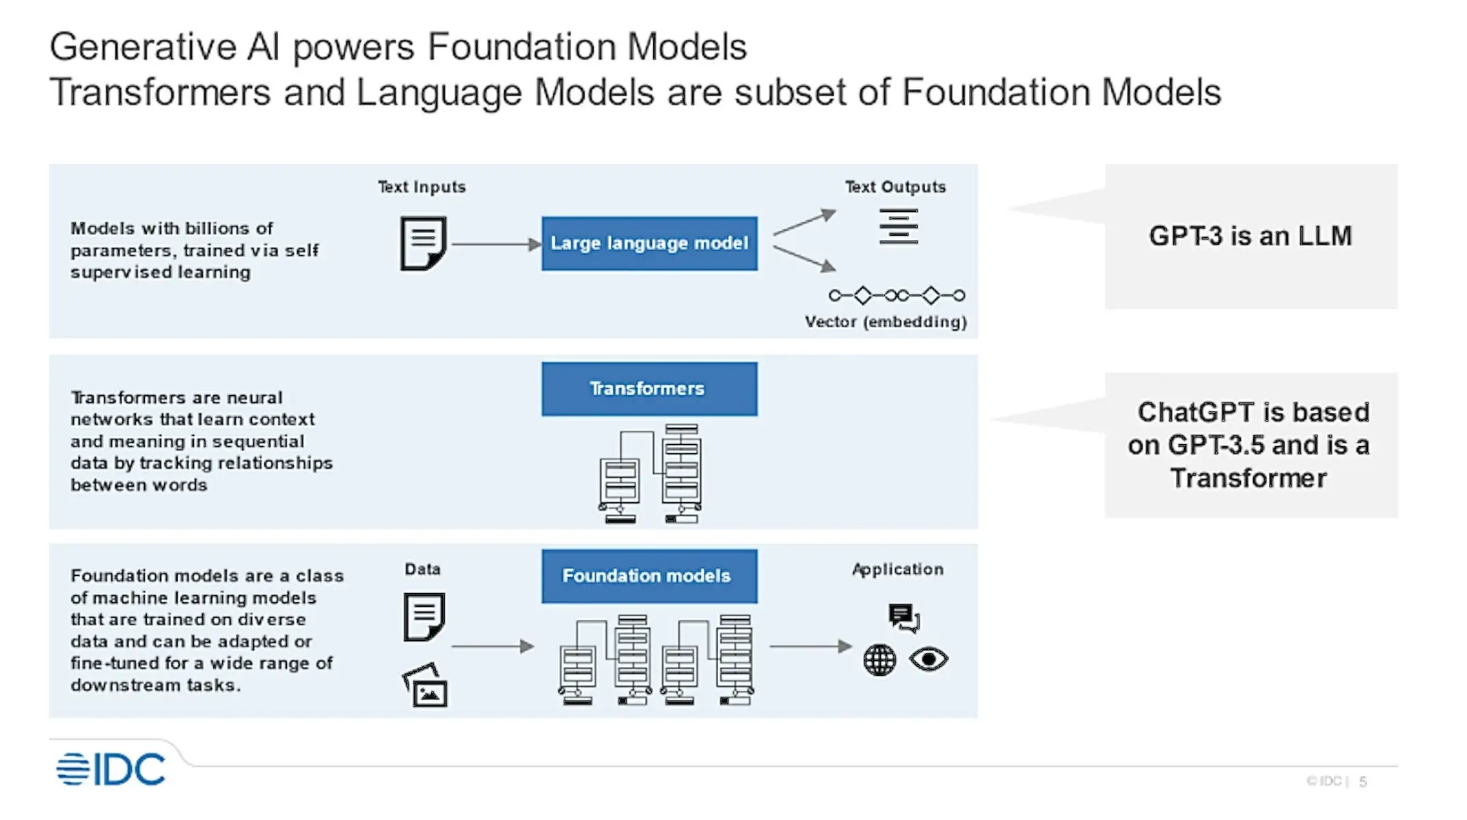 Generative AI powers Foundation Models
Transformers and Language Models are subset of Foundation Models
Models with billions of
parameters, trained via self
supervised learning
Text Inputs
Large language model
Text Outputs
Vector (embedding)
GPT-3 is an LLM
Transformers are neural
networks that learn context
and meaning in sequential
data by tracking relationships
between words
Transformers
ChatGPT is based
on GPT-3.5 and is a
Transformer
Foundation models are a class
of machine learning models
that are trained on diverse
data and can be adapted or
fine-tuned for a wide range of
downstream tasks.
Data
Foundation models
Application
IDC
© IDC | 5